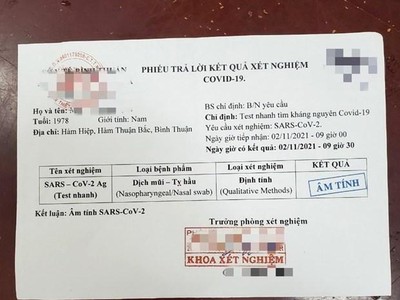 PHIẾU TRẢ LỜI KẾT QUẢ XÉT NGHIỆM
COVID-19.
Họ và tên:
Tuổi: 1978 Giới tính: Nam
Địa chỉ: Hàm Hiệp, Hàm Thuận Bắc, Bình Thuận
BS chỉ định: B/N yêu cầu
Chỉ định: Test nhanh tìm kháng nguyên Covid-19
Yêu cầu xét nghiệm: SARS-CoV-2.
Ngày giờ tiếp nhận: 02/11/2021 - 09 giờ 00
Ngày giờ có kết quả: 02/11/2021 - 09 giờ 30
Tên xét nghiệm Loại bệnh phẩm Loại xét nghiệm KẾT QUẢ
SARS – CoV-2 Ag Dịch mũi – Tỵ hầu Định tính ÂM TÍNH
(Test nhanh) (Nasopharyngeal/Nasal swab) (Qualitative Methods)
Kết luận: Âm tính SARS-CoV-2
Trưởng phòng xét nghiệm
KHOA XÉT NGHIỆM